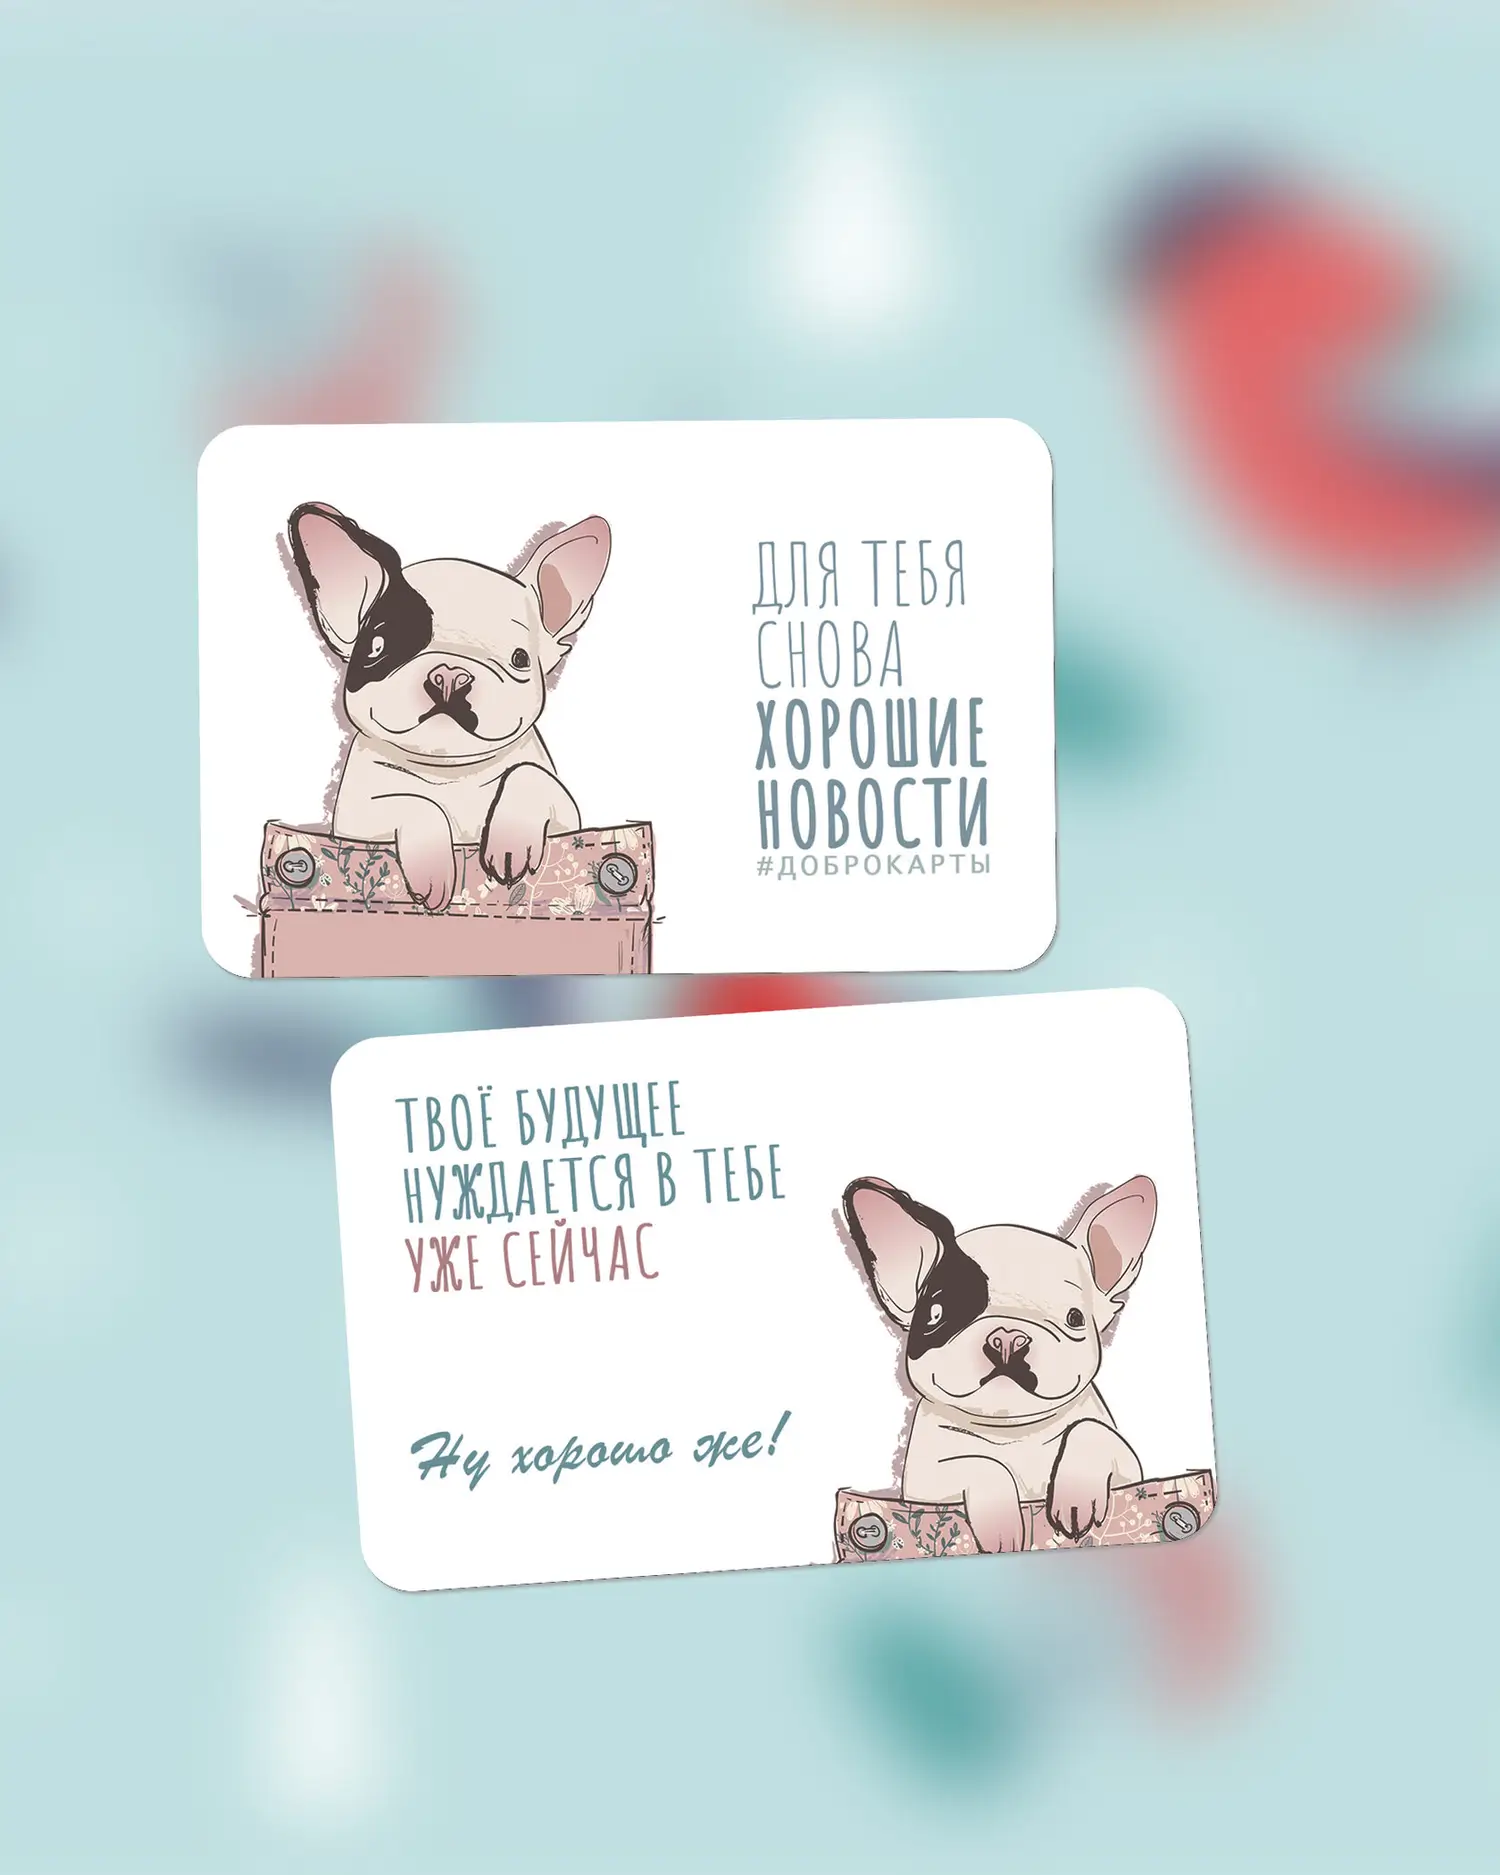 ДЛЯ ТЕБЯ
СНОВА
ХОРОШИЕ
НОВОСТИ
#ДОБРОКАРТЫ
ТВОЁ БУДУЩЕЕ
НУЖДАЕТСЯ В ТЕБЕ
УЖЕ СЕЙЧАС
Ну хорошо же!